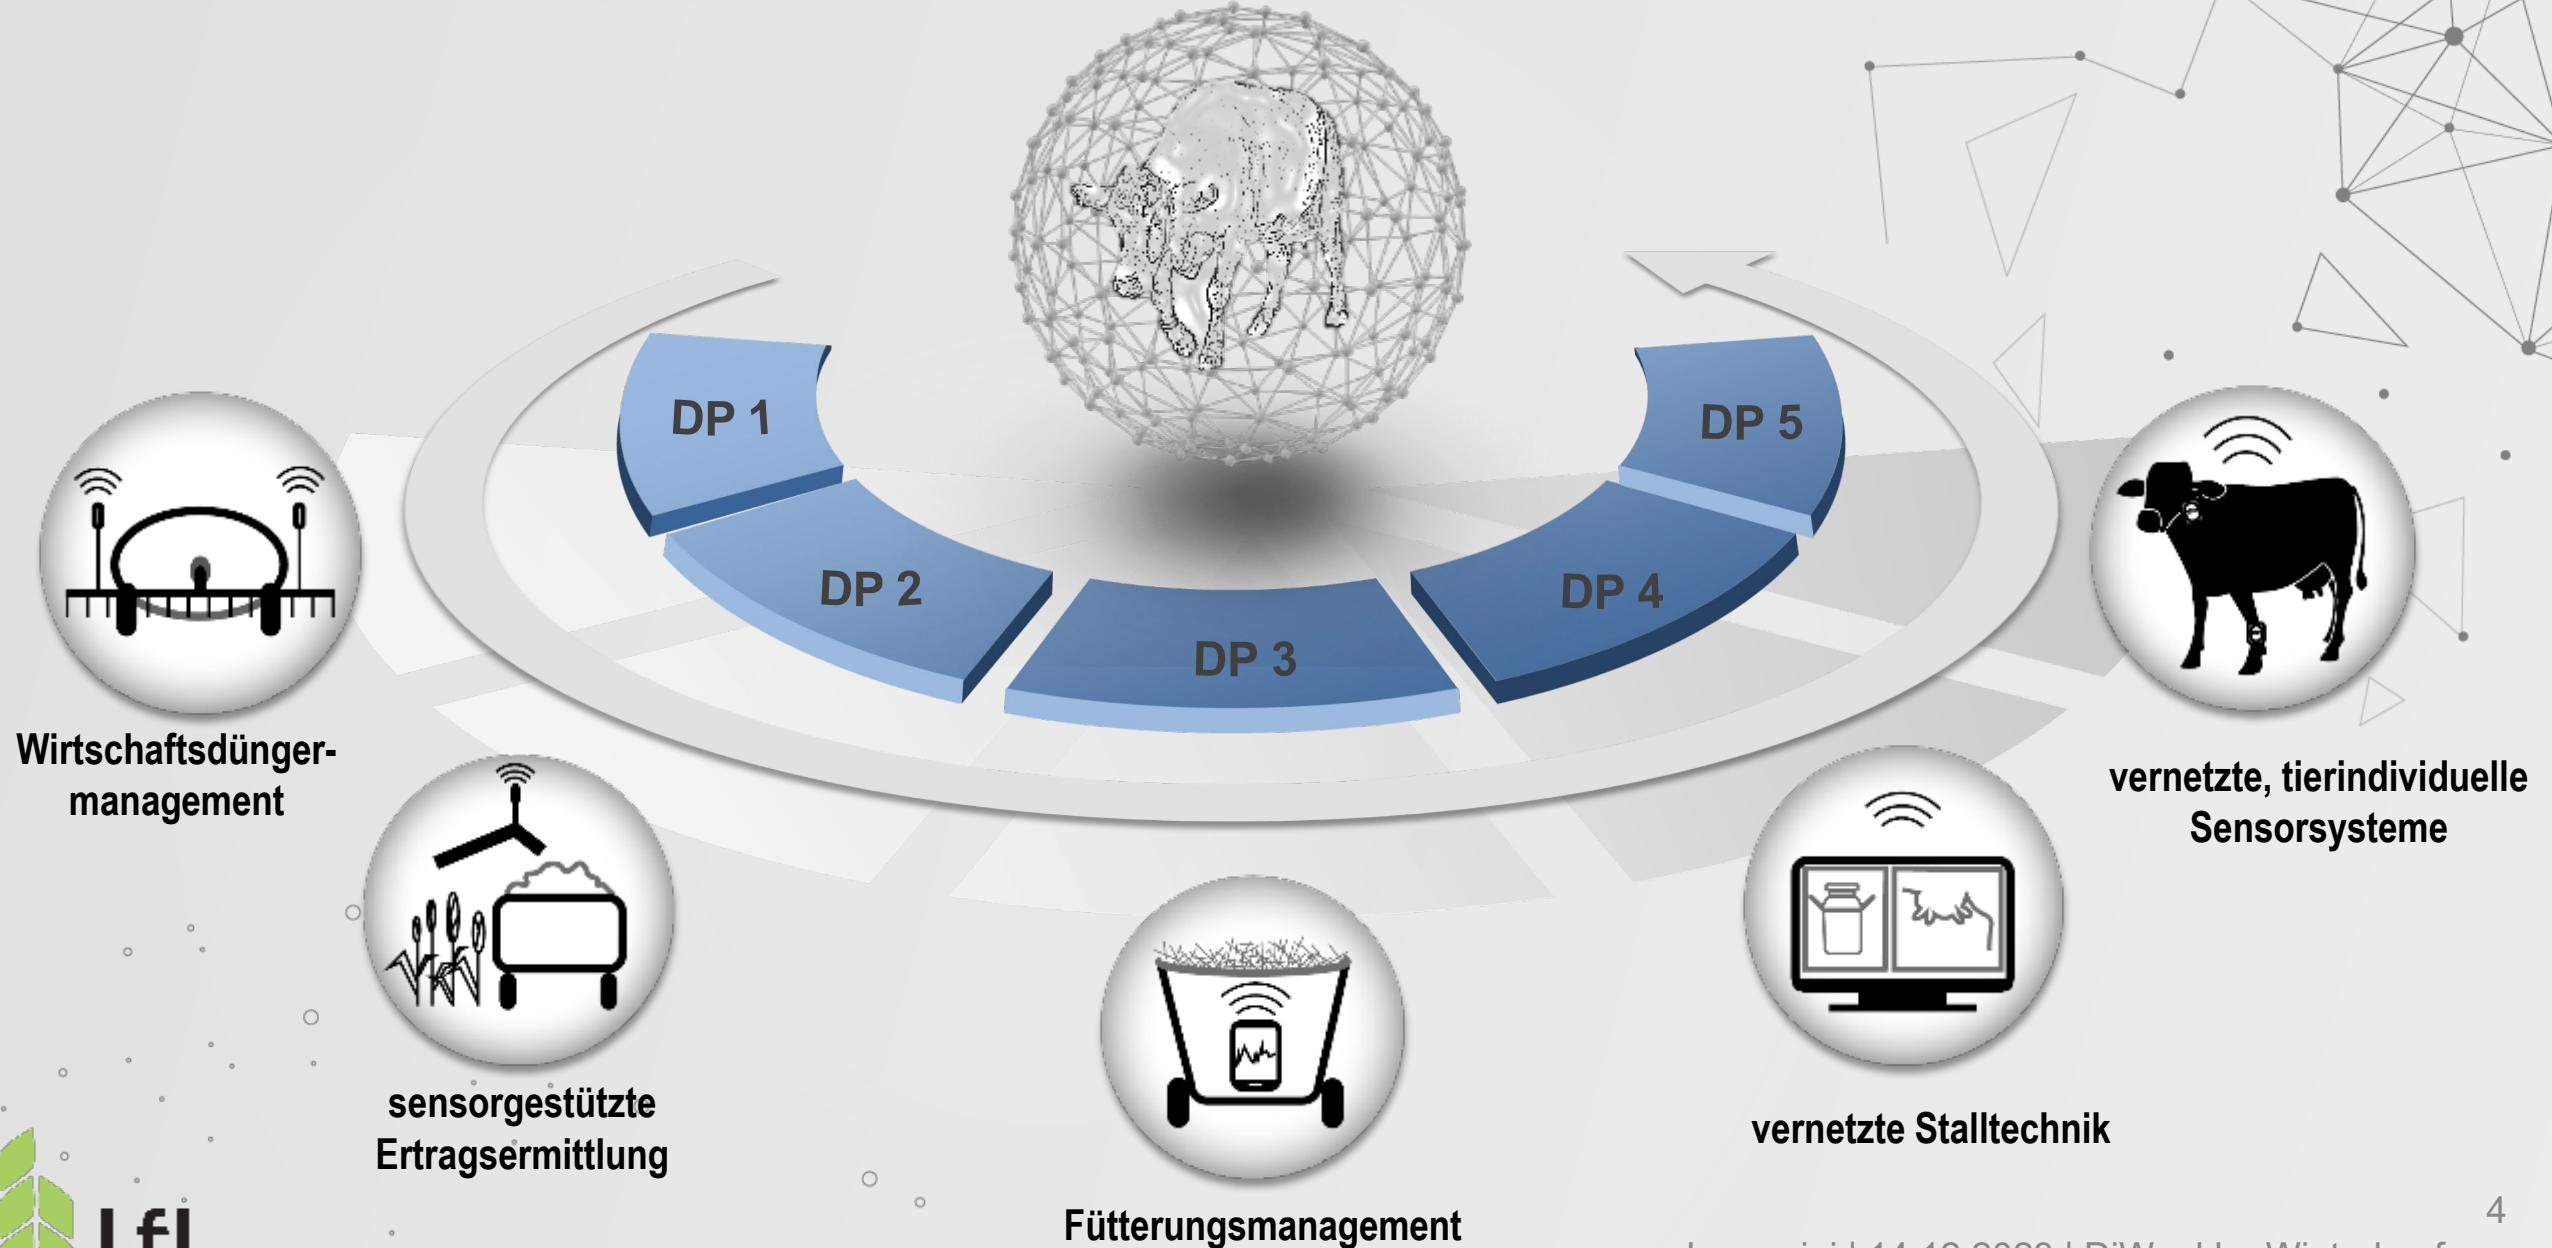 DP 1
DP 2
DP 3
DP 4
DP 5
Wirtschaftsdünger-
management
sensorgestützte
Ertragsermittlung
Fütterungsmanagement
vernetzte Stalltechnik
vernetzte, tierindividuelle
Sensorsysteme
LfL
4